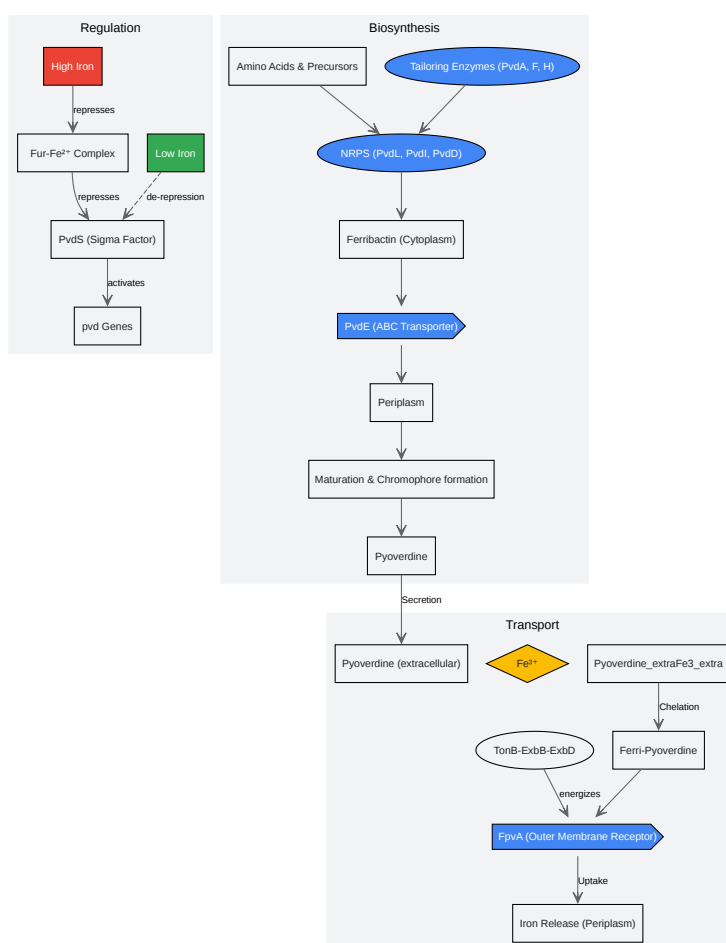 Regulation
High Iron
represses
Fur-Fe²⁺ Complex
Low Iron
represses
de-repression
PvdS (Sigma Factor)
activates
pvd Genes
Biosynthesis
Amino Acids & Precursors
Tailoring Enzymes (PvdA, F, H)
NRPS (PvdL, PvdI, PvdD)
Ferribactin (Cytoplasm)
PvdE (ABC Transporter)
Periplasm
Maturation & Chromophore formation
Pyoverdine
Secretion
Transport
Pyoverdine (extracellular)
Fe³⁺
Pyoverdine_extraFe3_extra
Chelation
TonB-ExbB-ExbD
Ferri-Pyoverdine
energizes
FpvA (Outer Membrane Receptor)
Uptake
Iron Release (Periplasm)